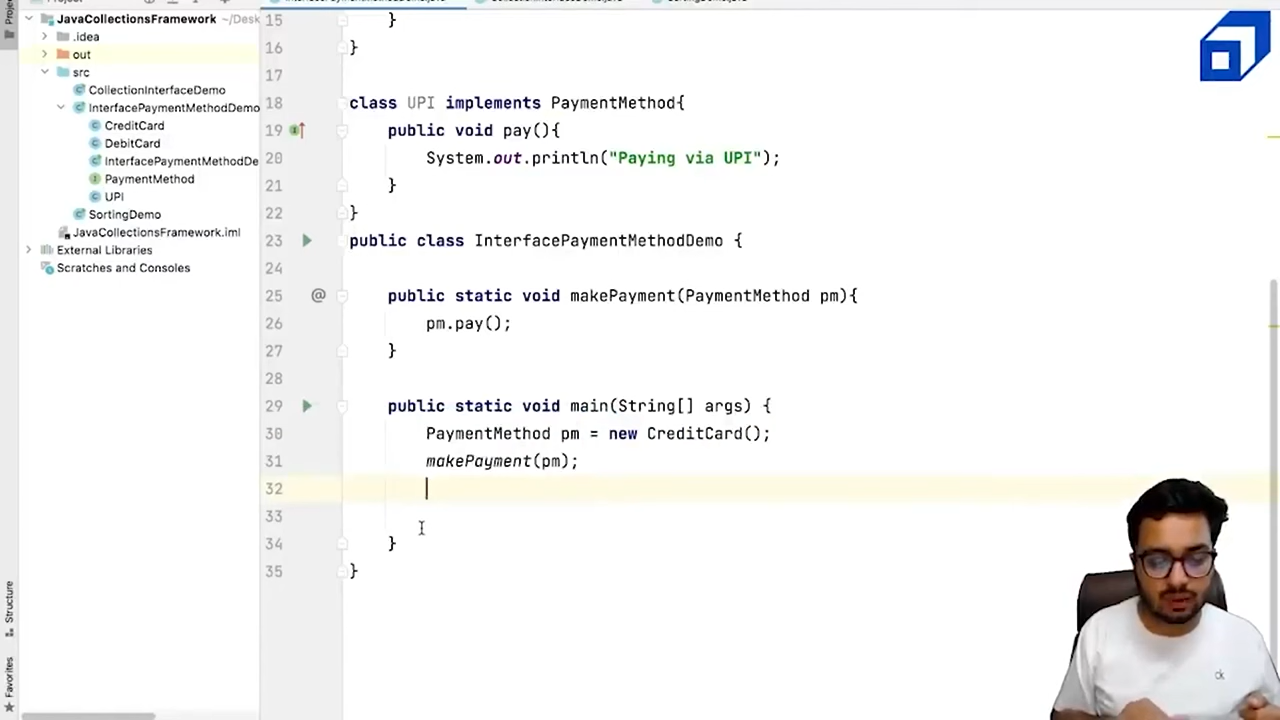 JavaCollectionsFramework ~/Desk
.idea
out
src
CollectionInterfaceDemo
InterfacePaymentMethodDemo
CreditCard
DebitCard
InterfacePaymentMethodDe
PaymentMethod
UPI
SortingDemo
JavaCollectionsFramework.iml
External Libraries
Scratches and Consoles
Structure
Favorites
15 }
16 }
17
18 class UPI implements PaymentMethod{
19 public void pay(){
20 System.out.println("Paying via UPI");
21 }
22 }
23 public class InterfacePaymentMethodDemo {
24
25 @ public static void makePayment(PaymentMethod pm){
26 pm.pay();
27 }
28
29 public static void main(String[] args) {
30 PaymentMethod pm = new CreditCard();
31 makePayment(pm);
32
33
34 }
35 }
ck